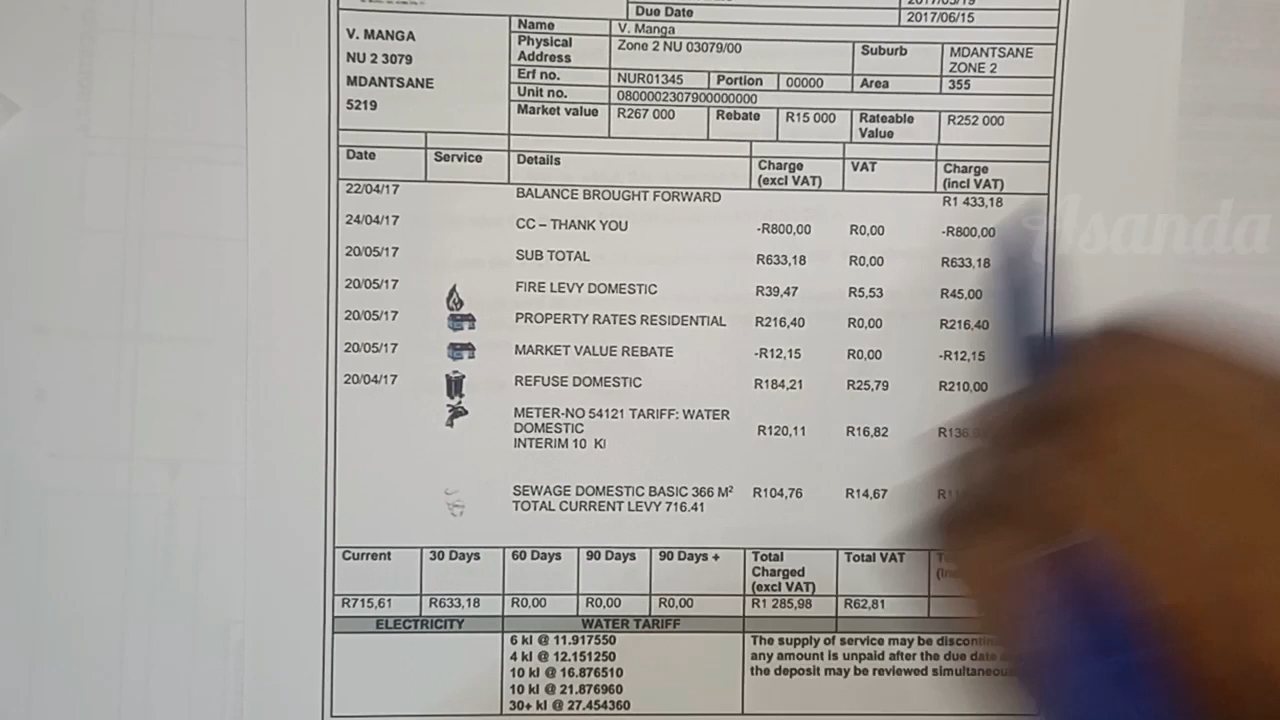 Due Date 2017/06/15
V. MANGA
NU 2 3079
MDANTSANE
5219
Name V. Manga
Physical Address Zone 2 NU 03079/00 Suburb MDANTSANE ZONE 2
Erf no. NUR01345 Portion 00000 Area 355
Unit no. 0800002307900000000
Market value R267 000 Rebate R15 000 Rateable Value R252 000
Date Service Details Charge (excl VAT) VAT Charge (incl VAT)
22/04/17 BALANCE BROUGHT FORWARD R1 433,18
24/04/17 CC – THANK YOU -R800,00 R0,00 -R800,00
20/05/17 SUB TOTAL R633,18 R0,00 R633,18
20/05/17 FIRE LEVY DOMESTIC R39,47 R5,53 R45,00
20/05/17 PROPERTY RATES RESIDENTIAL R216,40 R0,00 R216,40
20/05/17 MARKET VALUE REBATE -R12,15 R0,00 -R12,15
20/04/17 REFUSE DOMESTIC R184,21 R25,79 R210,00
METER-NO 54121 TARIFF: WATER
DOMESTIC R120,11 R16,82
INTERIM 10 Kl
SEWAGE DOMESTIC BASIC 366 M² R104,76 R14,67
TOTAL CURRENT LEVY 716.41
Current 30 Days 60 Days 90 Days 90 Days + Total Charged (excl VAT) Total VAT
R715,61 R633,18 R0,00 R0,00 R0,00 R1 285,98 R62,81
ELECTRICITY WATER TARIFF
6 kl @ 11.917550
4 kl @ 12.151250
10 kl @ 16.876510
10 kl @ 21.876960
30+ kl @ 27.454360
The supply of service may be
any amount is unpaid after the due date
the deposit may be reviewed
Asanda